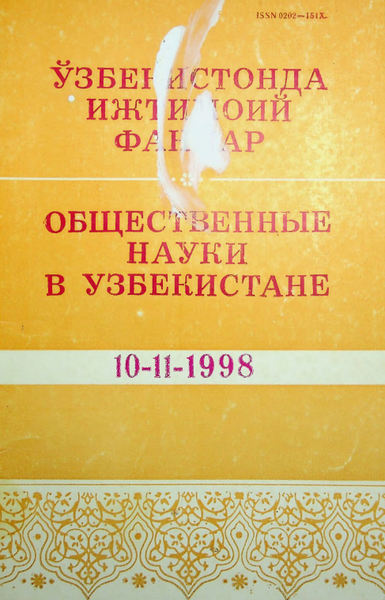 ISSN 0202—151X.
ЎЗБЕКИСТОНДА
ИЖТИМОИЙ
ФАНЛАР
ОБЩЕСТВЕННЫЕ
НАУКИ
В УЗБЕКИСТАНЕ
10-11-1998